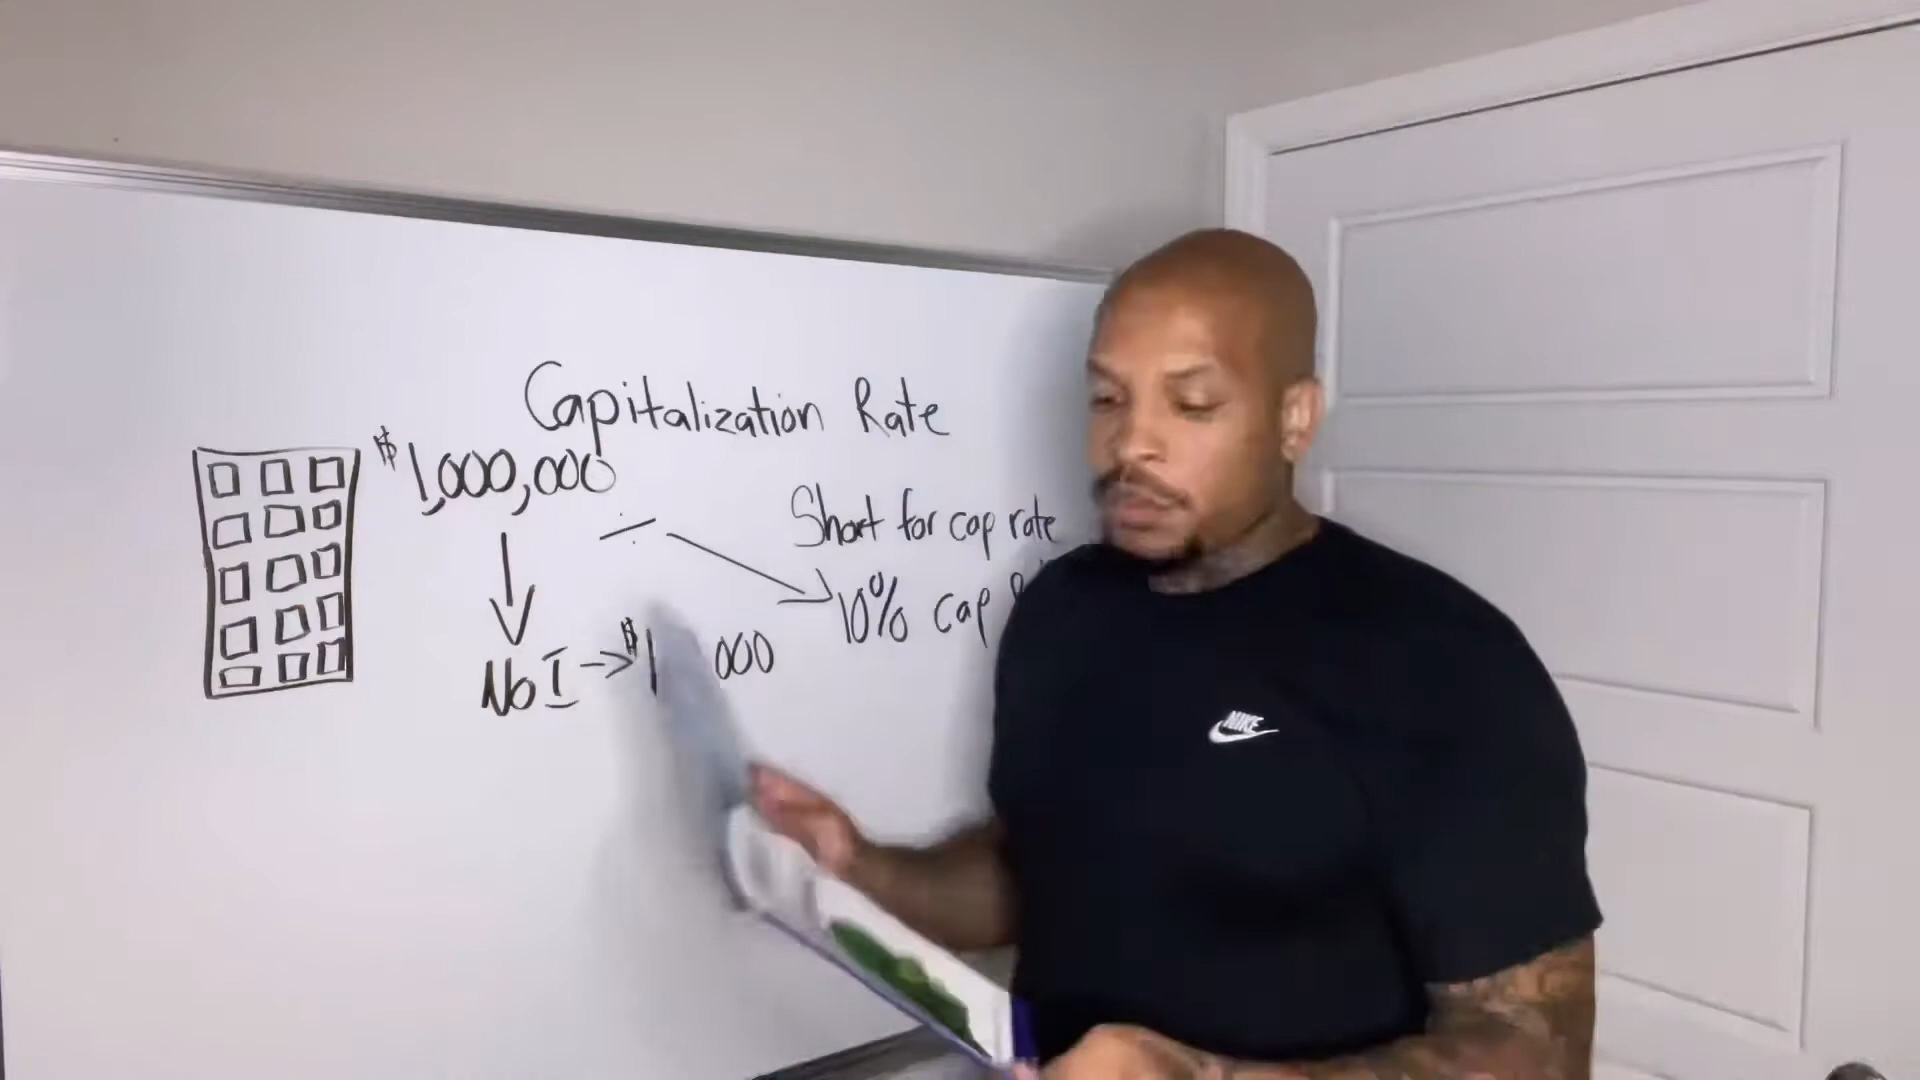 Capitalization Rate
$1,000,000
÷
Short for cap rate
10% cap
NoI → $1 000
NIKE